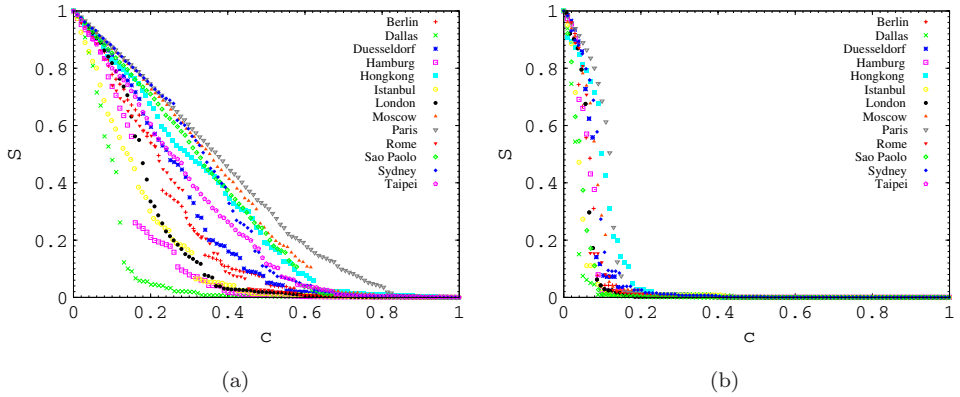 1
0.8
0.6
0.4
0.2
0
S
0 0.2 0.4 0.6 0.8 1
c
Berlin
Dallas
Duesseldorf
Hamburg
Hongkong
Istanbul
London
Moscow
Paris
Rome
Sao Paolo
Sydney
Taipei
(a)
1
0.8
0.6
0.4
0.2
0
S
0 0.2 0.4 0.6 0.8 1
c
Berlin
Dallas
Duesseldorf
Hamburg
Hongkong
Istanbul
London
Moscow
Paris
Rome
Sao Paolo
Sydney
Taipei
(b)